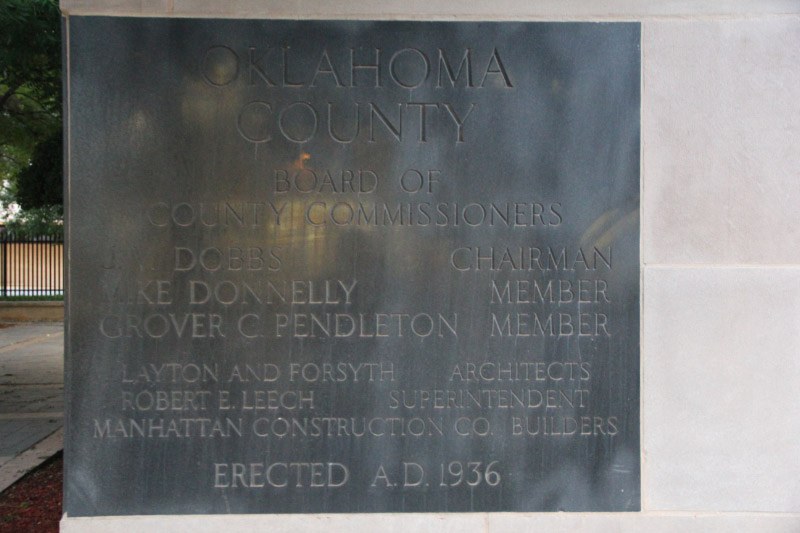 OKLAHOMA
COUNTY
BOARD OF
COUNTY COMMISSIONERS
DOBBS CHAIRMAN
MIKE DONNELLY MEMBER
GROVER C. PENDLETON MEMBER
LAYTON AND FORSYTH ARCHITECTS
ROBERT E. LEECH SUPERINTENDENT
MANHATTAN CONSTRUCTION CO. BUILDERS
ERECTED A.D. 1936